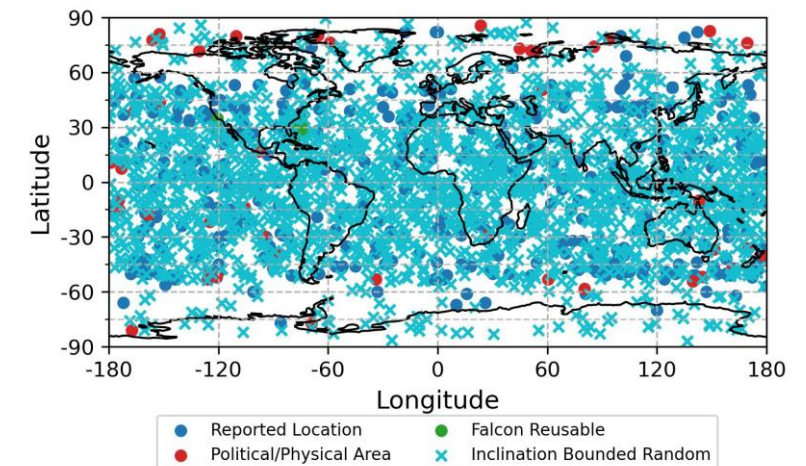 90
60
30
0
-30
-60
-90
Latitude
-180 -120 -60 0 60 120 180
Longitude
Reported Location Falcon Reusable
Political/Physical Area Inclination Bounded Random